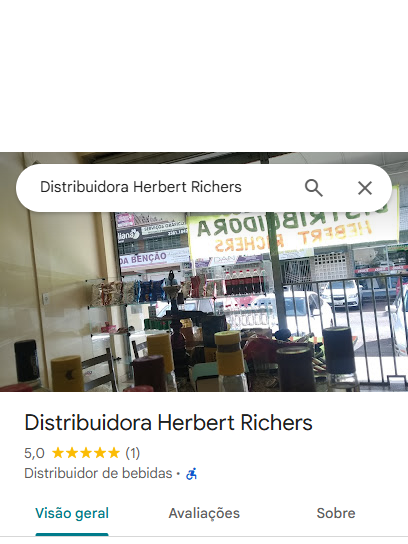 Distribuidora Herbert Richers
DISTRIBUIDORA
HERBERT RICHERS
DA BENÇÃO
Distribuidora Herbert Richers
5,0 (1)
Distribuidor de bebidas ·
Visão geral Avaliações Sobre